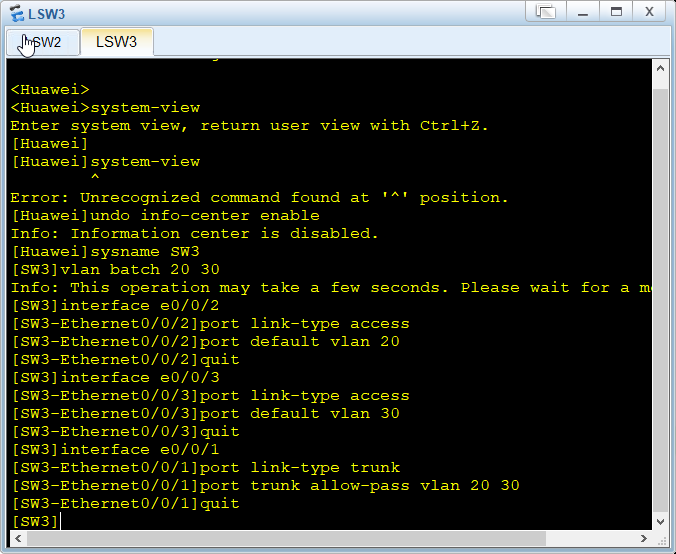 LSW3
SW2
LSW3
<Huawei>
<Huawei>system-view
Enter system view, return user view with Ctrl+Z.
[Huawei]
[Huawei]system-view
^
Error: Unrecognized command found at '^' position.
[Huawei]undo info-center enable
Info: Information center is disabled.
[Huawei]sysname SW3
[SW3]vlan batch 20 30
Info: This operation may take a few seconds. Please wait for a
[SW3]interface e0/0/2
[SW3-Ethernet0/0/2]port link-type access
[SW3-Ethernet0/0/2]port default vlan 20
[SW3-Ethernet0/0/2]quit
[SW3]interface e0/0/3
[SW3-Ethernet0/0/3]port link-type access
[SW3-Ethernet0/0/3]port default vlan 30
[SW3-Ethernet0/0/3]quit
[SW3]interface e0/0/1
[SW3-Ethernet0/0/1]port link-type trunk
[SW3-Ethernet0/0/1]port trunk allow-pass vlan 20 30
[SW3-Ethernet0/0/1]quit
[SW3]